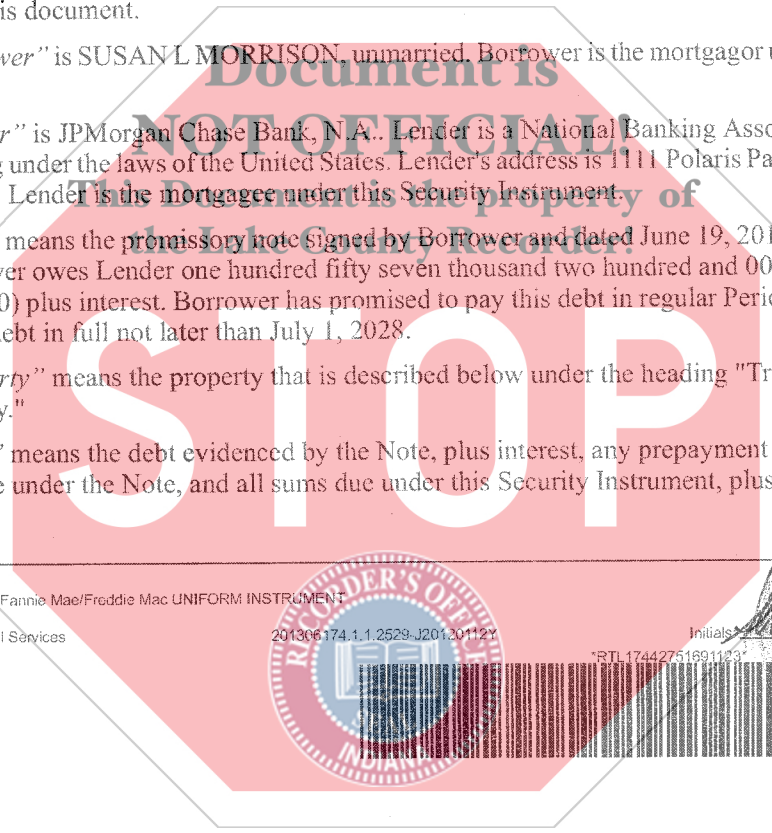 is document.
ver” is SUSAN L MORRISON, unmarried. Borrower is the mortgagor u
Document is
NOT OFFICIAL!
r” is JPMorgan Chase Bank, N.A.. Lender is a National Banking Asso
g under the laws of the United States. Lender's address is 1111 Polaris Pa
Lender is the mortgagee under this Security Instrument.
This Document is the property of
the Lake County Recorder!
means the promissory note signed by Borrower and dated June 19, 201
ver owes Lender one hundred fifty seven thousand two hundred and 00
0) plus interest. Borrower has promised to pay this debt in regular Perio
ebt in full not later than July 1, 2028.
rty” means the property that is described below under the heading "Tr
y."
” means the debt evidenced by the Note, plus interest, any prepayment
e under the Note, and all sums due under this Security Instrument, plus
STOP
Fannie Mae/Freddie Mac UNIFORM INSTRUMENT
l Services
201306174.1.1.2529-J20120112Y
Initials
*RTL17442751691123*
RECORDER'S OFFICE
SEAL
INDIANA